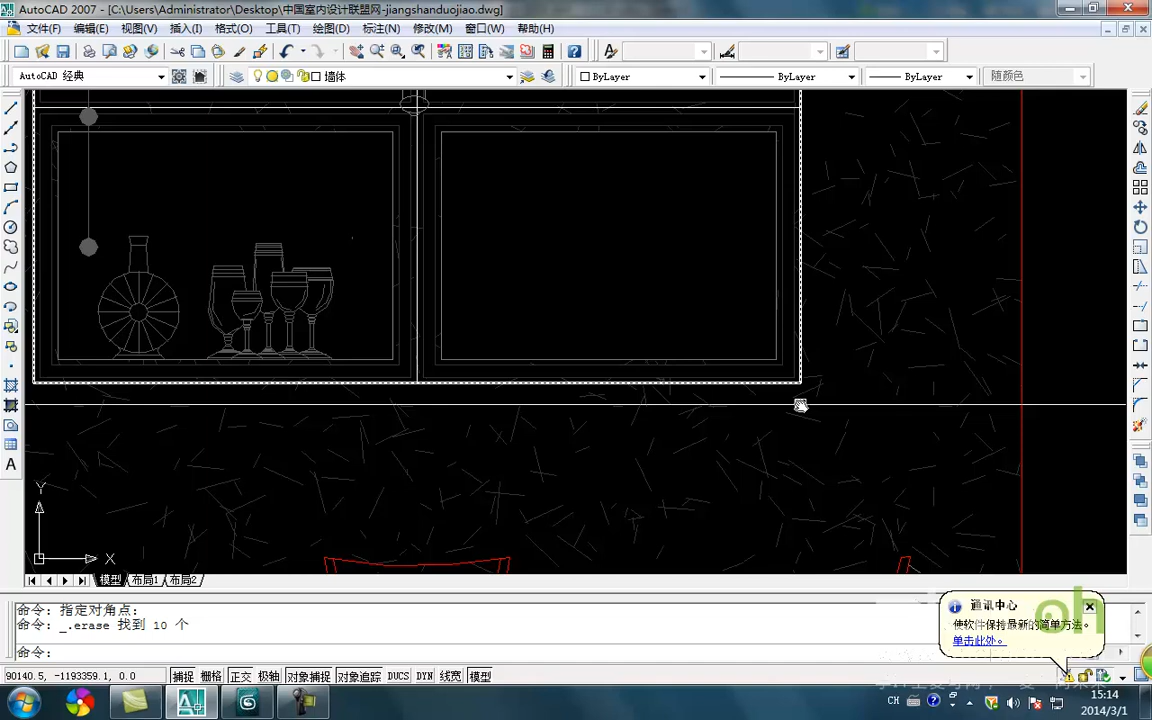 AutoCAD 2007 - [C:\Users\Administrator\Desktop\中国室内设计联盟网-jiangshanduojiao.dwg]
文件(F) 编辑(E) 视图(V) 插入(I) 格式(O) 工具(T) 绘图(D) 标注(N) 修改(M) 窗口(W) 帮助(H)
AutoCAD 经典 墙体 ByLayer ByLayer ByLayer 随颜色
Y
X
模型 布局1 布局2
命令: 指定对角点:
命令: _.erase 找到 10 个
命令:
通讯中心
使软件保持最新的简单方法。
单击此处。
oh
90140.5, -1193359.1, 0.0 捕捉 栅格 正交 极轴 对象捕捉 对象追踪 DUCS DYN 线宽 模型
CH
15:14
2014/3/1